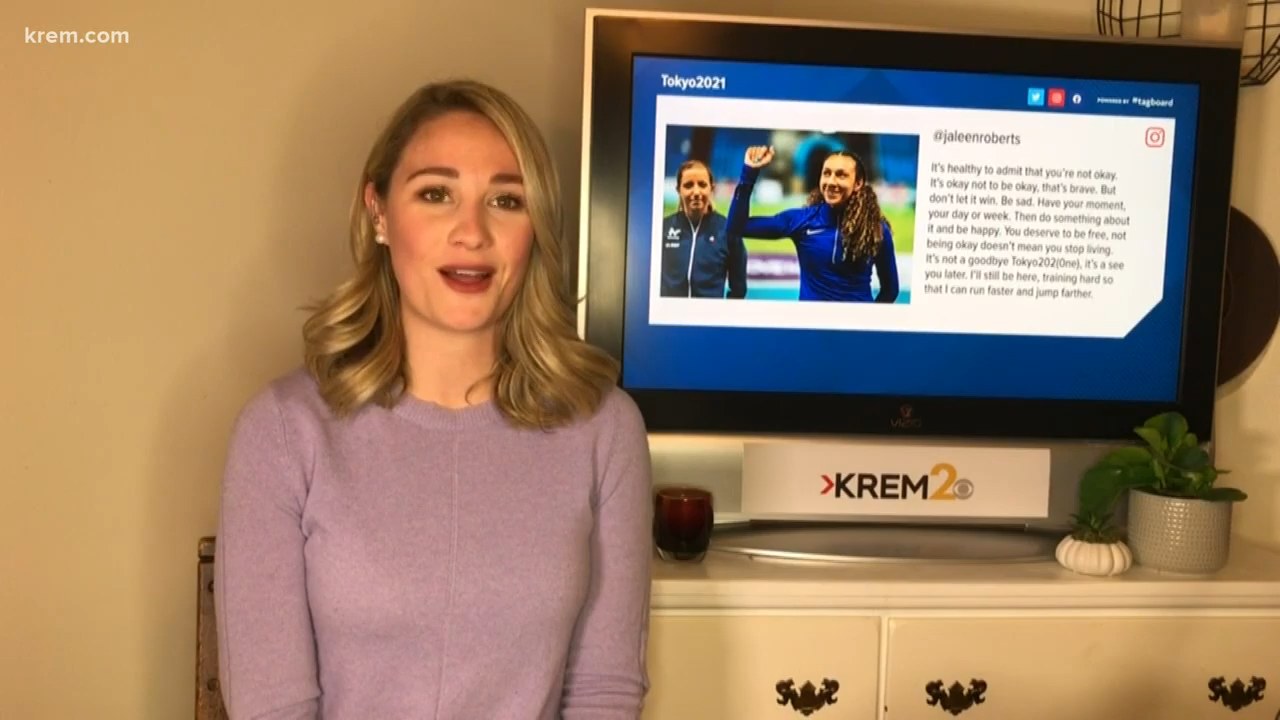 krem.com
Tokyo2021
POWERED BY #tagboard
@jaleenroberts
It's healthy to admit that you're not okay.
It's okay not to be okay, that's brave. But
don't let it win. Be sad. Have your moment,
your day or week. Then do something about
it and be happy. You deserve to be free, not
being okay doesn't mean you stop living.
It's not a goodbye Tokyo202(0ne), it's a see
you later. I'll still be here, training hard so
that I can run faster and jump farther.
VIZIO
KREM2